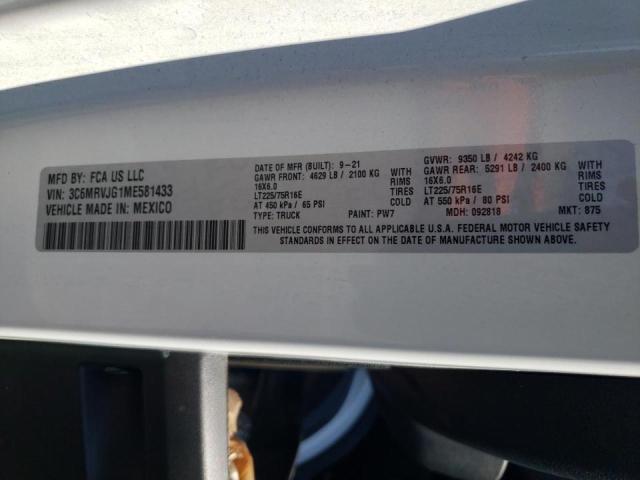 MFD BY: FCA US LLC
VIN: 3C6MRVJG1ME581433
VEHICLE MADE IN: MEXICO
DATE OF MFR (BUILT): 9-21
GAWR FRONT: 4629 LB / 2100 KG
16X6.0 RIMS
LT225/75R16E TIRES
AT 450 kPa / 65 PSI COLD
TYPE: TRUCK PAINT: PW7
GVWR: 9350 LB / 4242 KG
GAWR REAR: 5291 LB / 2400 KG
16X6.0 RIMS
LT225/75R16E TIRES
AT 550 kPa / 80 PSI COLD
MDH: 092818 MKT: 875
THIS VEHICLE CONFORMS TO ALL APPLICABLE U.S.A. FEDERAL MOTOR VEHICLE SAFETY
STANDARDS IN EFFECT ON THE DATE OF MANUFACTURE SHOWN ABOVE.